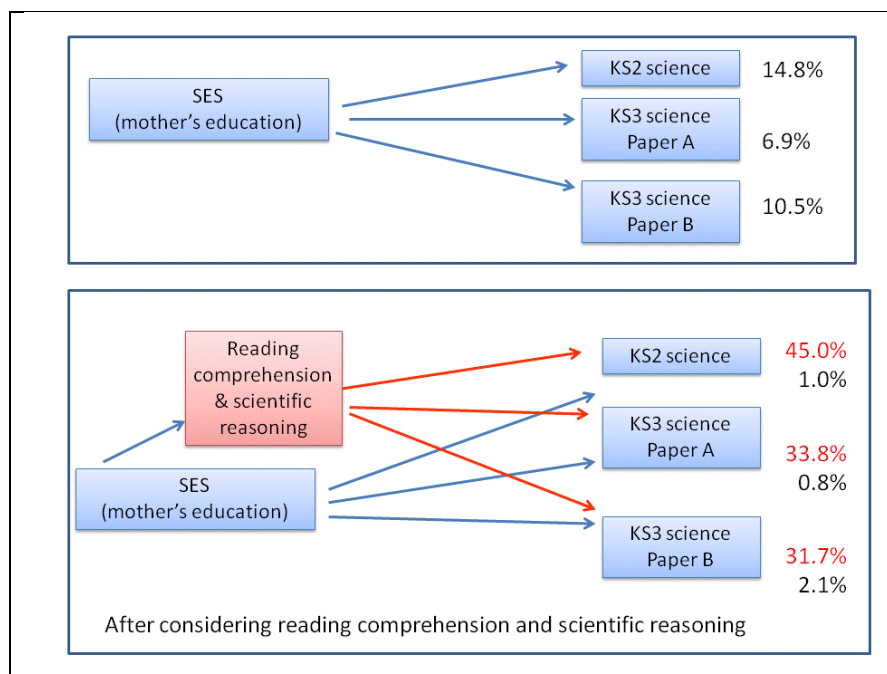 SES
(mother's education)
KS2 science
14.8%
KS3 science
Paper A
6.9%
KS3 science
Paper B
10.5%
Reading
comprehension
& scientific
reasoning
SES
(mother's education)
KS2 science
45.0%
1.0%
KS3 science
Paper A
33.8%
0.8%
KS3 science
Paper B
31.7%
2.1%
After considering reading comprehension and scientific reasoning